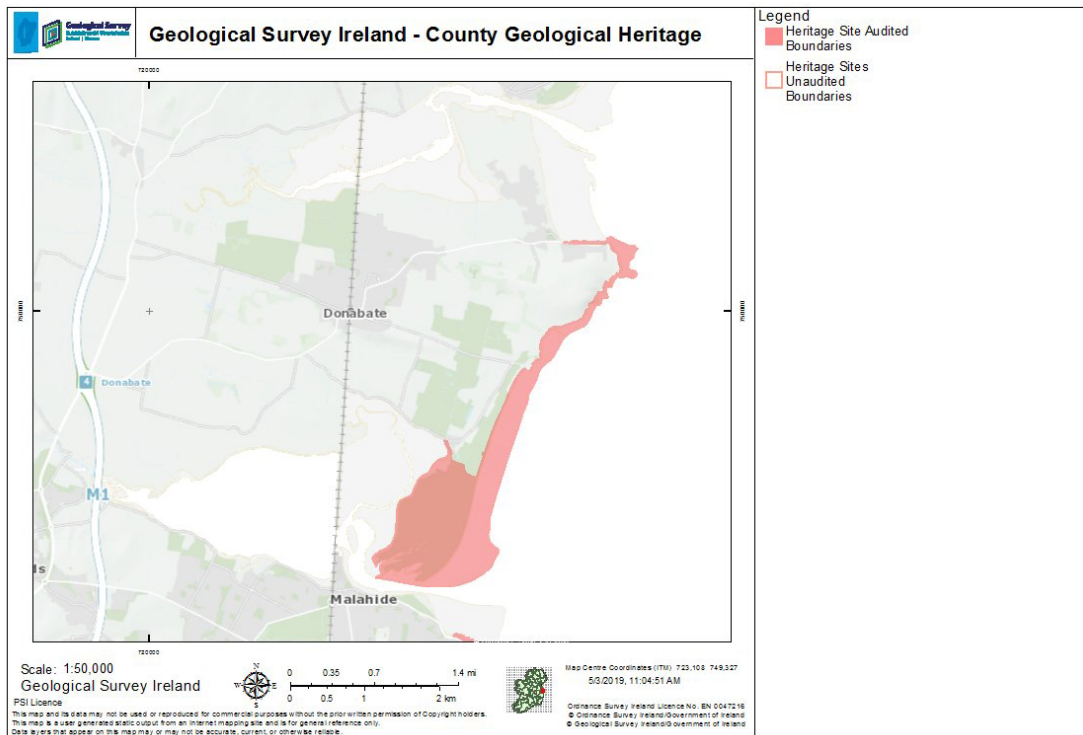 Geological Survey
Ireland
Geological Survey Ireland - County Geological Heritage
Legend
Heritage Site Audited
Boundaries
Heritage Sites
Unaudited
Boundaries
720000
750000
750000
Donabate
4 Donabate
M1
ds
Malahide
720000
Scale: 1:50,000
Geological Survey Ireland
PSI Licence
N
W E
S
0 0.35 0.7 1.4 mi
0 0.5 1 2 km
Map Centre Coordinates (ITM) 723,108 749,327
5/3/2019, 11:04:51 AM
Ordnance Survey Ireland Licence No. EN 0047216
© Ordnance Survey Ireland/Government of Ireland
© Geological Survey Ireland/Government of Ireland
This map and its data may not be used or reproduced for commercial purposes without the prior written permission of Copyright holders.
This map is a user generated static output from an Internet mapping site and is for general reference only.
Data layers that appear on this map may or may not be accurate, current, or otherwise reliable.